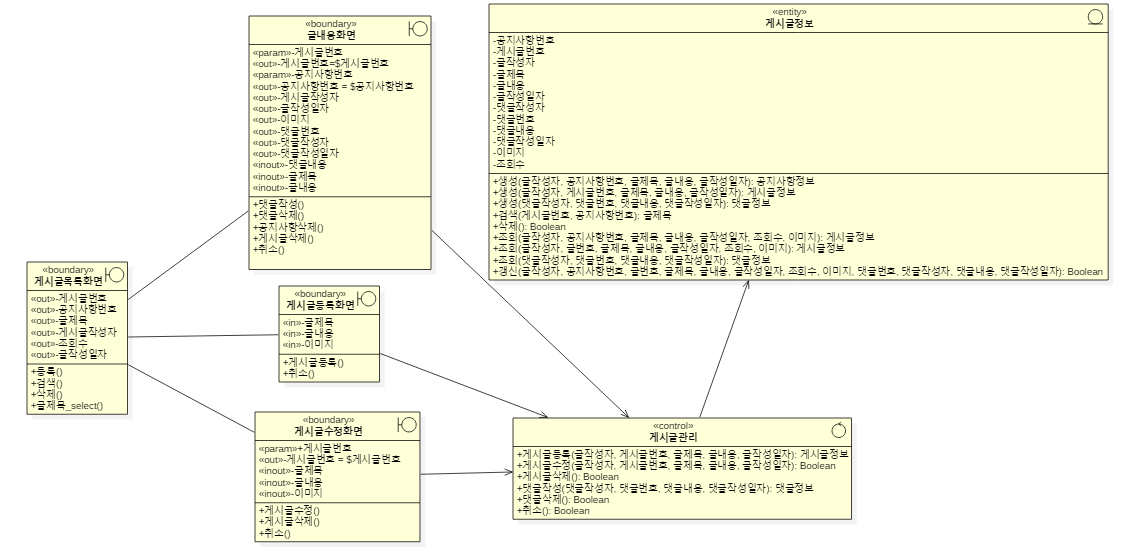 «boundary»
글내용화면
«param»-게시글번호
«out»-게시글번호=$게시글번호
«param»-공지사항번호
«out»-공지사항번호 = $공지사항번호
«out»-게시글작성자
«out»-글작성일자
«out»-이미지
«out»-댓글번호
«out»-댓글작성자
«out»-댓글작성일자
«inout»-댓글내용
«inout»-글제목
«inout»-글내용
+댓글작성()
+댓글삭제()
+공지사항삭제()
+게시글삭제()
+취소()
«entity»
게시글정보
-공지사항번호
-게시글번호
-글작성자
-글제목
-글내용
-글작성일자
-댓글작성자
-댓글번호
-댓글내용
-댓글작성일자
-이미지
-조회수
+생성(글작성자, 공지사항번호, 글제목, 글내용, 글작성일자): 공지사항정보
+생성(글작성자, 게시글번호, 글제목, 글내용, 글작성일자): 게시글정보
+생성(댓글작성자, 댓글번호, 댓글내용, 댓글작성일자): 댓글정보
+검색(게시글번호, 공지사항번호): 글제목
+삭제(): Boolean
+조회(글작성자, 공지사항번호, 글제목, 글내용, 글작성일자, 조회수, 이미지): 게시글정보
+조회(글작성자, 글번호, 글제목, 글내용, 글작성일자, 조회수, 이미지): 게시글정보
+조회(댓글작성자, 댓글번호, 댓글내용, 댓글작성일자): 댓글정보
+갱신(글작성자, 공지사항번호, 글번호, 글제목, 글내용, 글작성일자, 조회수, 이미지, 댓글번호, 댓글작성자, 댓글내용, 댓글작성일자): Boolean
«boundary»
게시글목록화면
«out»-게시글번호
«out»-공지사항번호
«out»-글제목
«out»-게시글작성자
«out»-조회수
«out»-글작성일자
+등록()
+검색()
+삭제()
+글제목_select()
«boundary»
게시글등록화면
«in»-글제목
«in»-글내용
«in»-이미지
+게시글등록()
+취소()
«boundary»
게시글수정화면
«param»+게시글번호
«out»-게시글번호 = $게시글번호
«inout»-글제목
«inout»-글내용
«inout»-이미지
+게시글수정()
+게시글삭제()
+취소()
«control»
게시글관리
+게시글등록(글작성자, 게시글번호, 글제목, 글내용, 글작성일자): 게시글정보
+게시글수정(글작성자, 게시글번호, 글제목, 글내용, 글작성일자): Boolean
+게시글삭제(): Boolean
+댓글작성(댓글작성자, 댓글번호, 댓글내용, 댓글작성일자): 댓글정보
+댓글삭제(): Boolean
+취소(): Boolean